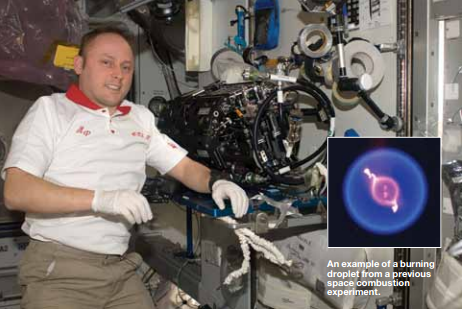 An example of a burning
droplet from a previous
space combustion
experiment.